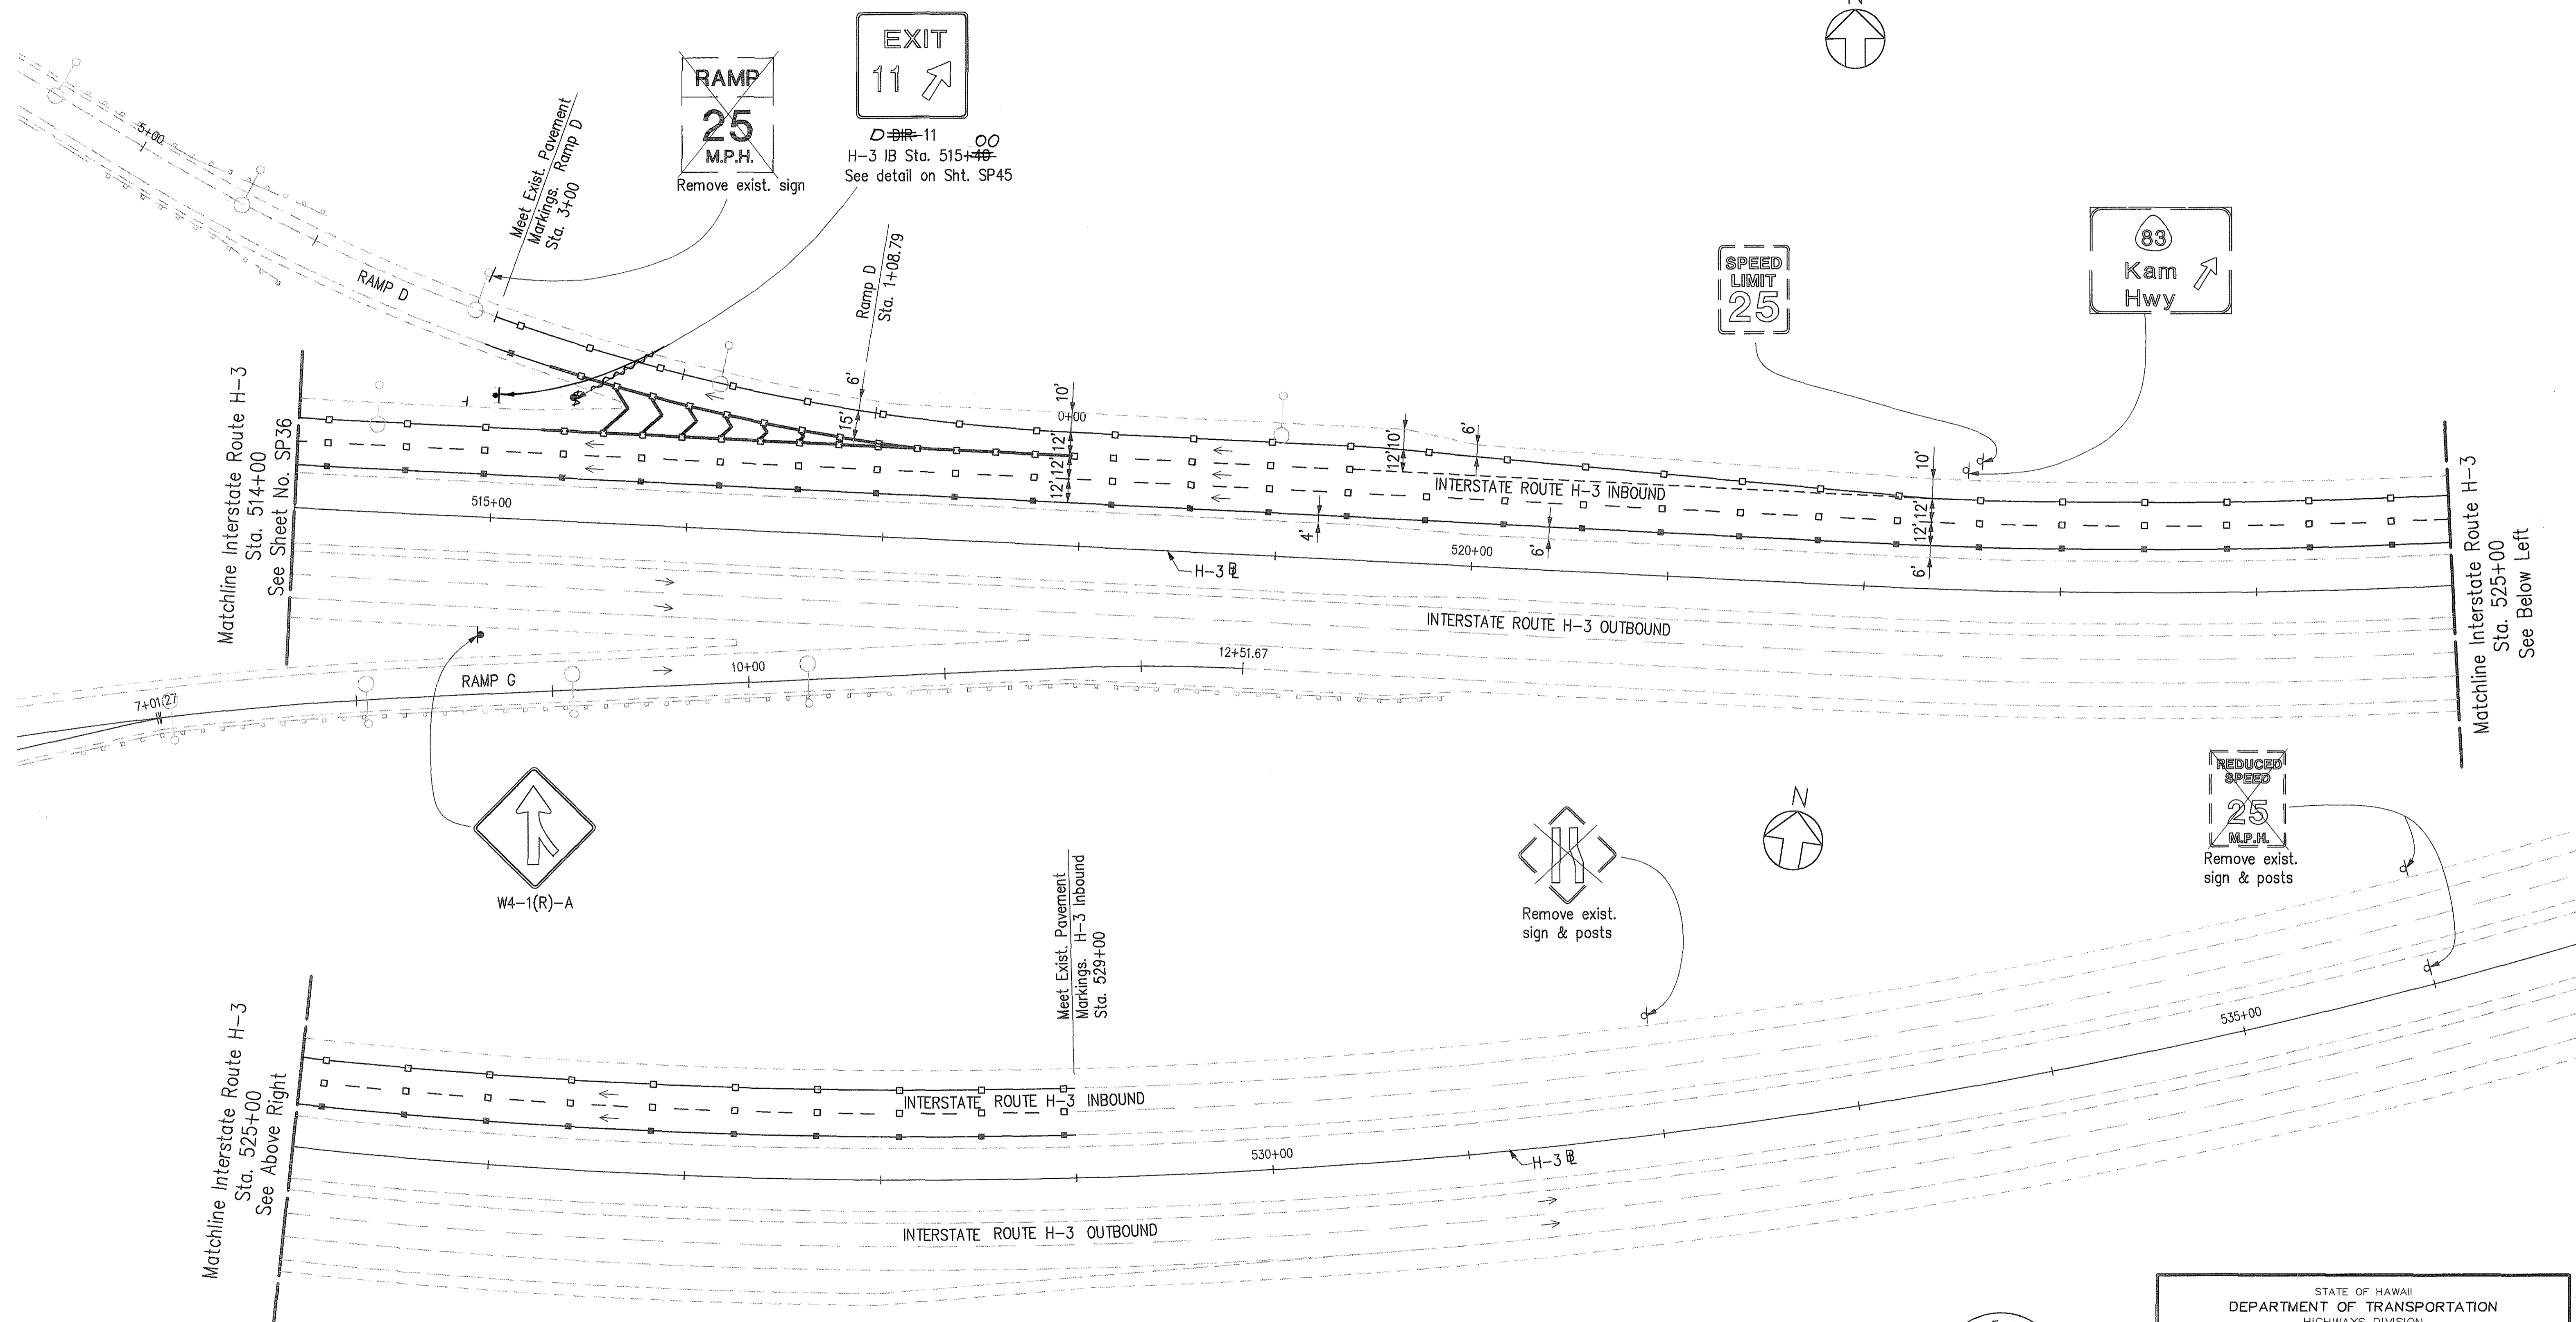 N
EXIT
11
D DIR-11
00
H-3 IB Sta. 515+40
See detail on Sht. SP45
RAMP
25
M.P.H.
Remove exist. sign
5+00
Meet Exist. Pavement
Markings. Ramp D
Sta. 3+00
RAMP D
Ramp D
Sta. 1+08.79
SPEED
LIMIT
25
83
Kam
Hwy
Matchline Interstate Route H-3
Sta. 514+00
See Sheet No. SP36
6'
15'
10'
0+00
12'
12'
12'
10'
12'
6'
10'
12'
12'
6'
4'
6'
INTERSTATE ROUTE H-3 INBOUND
515+00
520+00
H-3 BL
INTERSTATE ROUTE H-3 OUTBOUND
Matchline Interstate Route H-3
Sta. 525+00
See Below Left
RAMP G
7+01.27
10+00
12+51.67
W4-1(R)-A
N
Remove exist.
sign & posts
REDUCED
SPEED
25
M.P.H.
Remove exist.
sign & posts
Meet Exist. Pavement
Markings. H-3 Inbound
Sta. 529+00
Matchline Interstate Route H-3
Sta. 525+00
See Above Right
INTERSTATE ROUTE H-3 INBOUND
530+00
H-3 BL
535+00
INTERSTATE ROUTE H-3 OUTBOUND
STATE OF HAWAII
DEPARTMENT OF TRANSPORTATION
HIGHWAYS DIVISION